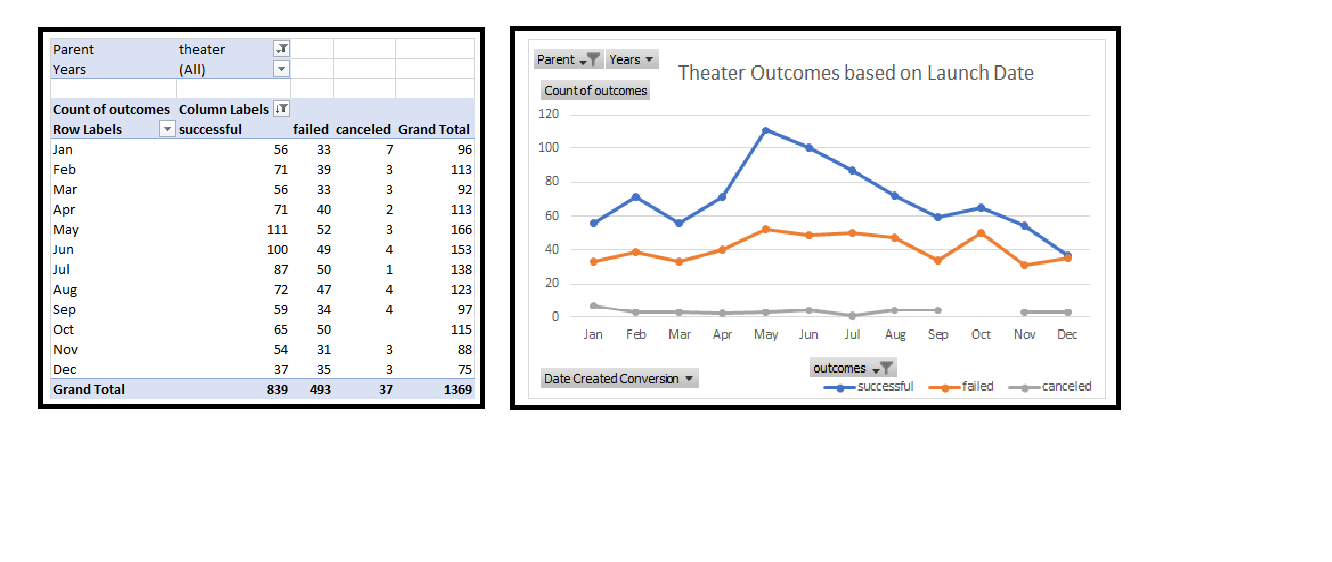 Parent theater
Years (All)
Count of outcomes Column Labels
Row Labels successful failed canceled Grand Total
Jan 56 33 7 96
Feb 71 39 3 113
Mar 56 33 3 92
Apr 71 40 2 113
May 111 52 3 166
Jun 100 49 4 153
Jul 87 50 1 138
Aug 72 47 4 123
Sep 59 34 4 97
Oct 65 50 115
Nov 54 31 3 88
Dec 37 35 3 75
Grand Total 839 493 37 1369
Parent Years
Theater Outcomes based on Launch Date
Count of outcomes
120
100
80
60
40
20
0
Jan Feb Mar Apr May Jun Jul Aug Sep Oct Nov Dec
outcomes
Date Created Conversion
successful failed canceled